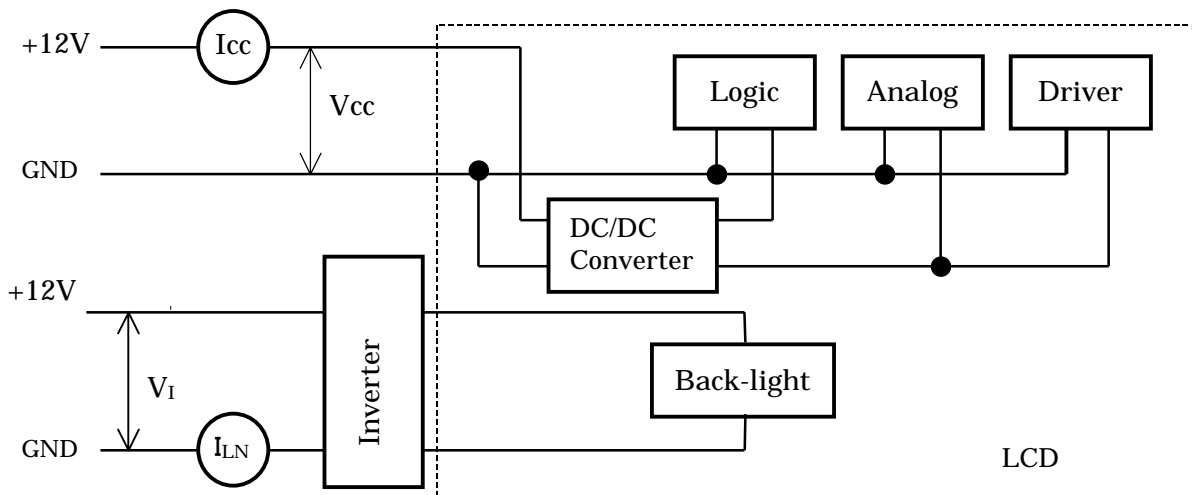 +12V
Icc
Vcc
Logic
Analog
Driver
GND
DC/DC
Converter
+12V
Inverter
VI
Back-light
GND
ILN
LCD